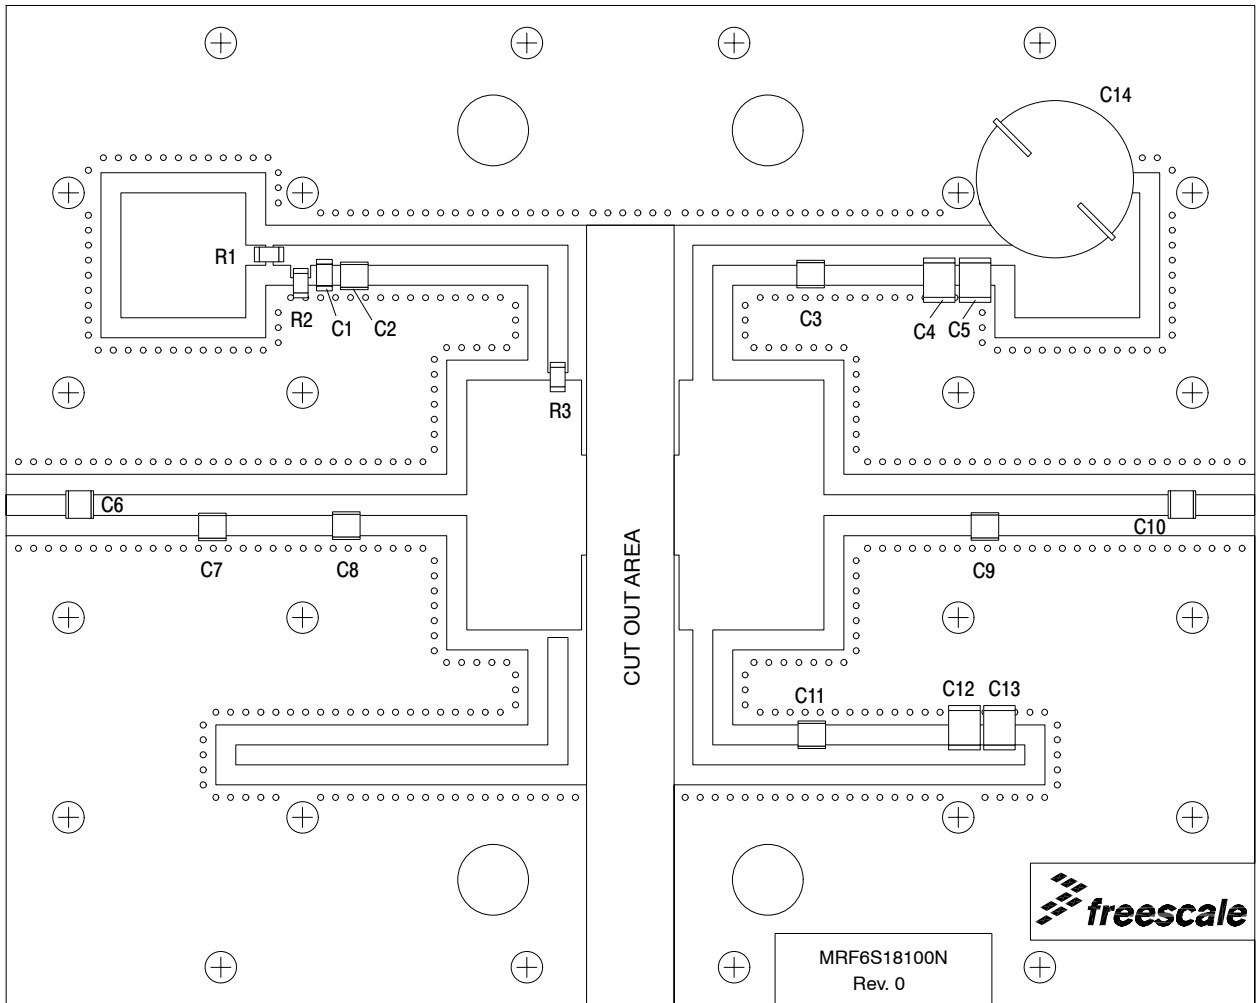 C14
R1
R2
C1
C2
C3
C4
C5
R3
C6
C7
C8
C10
C9
CUT OUT AREA
C11
C12
C13
freescale
MRF6S18100N
Rev. 0